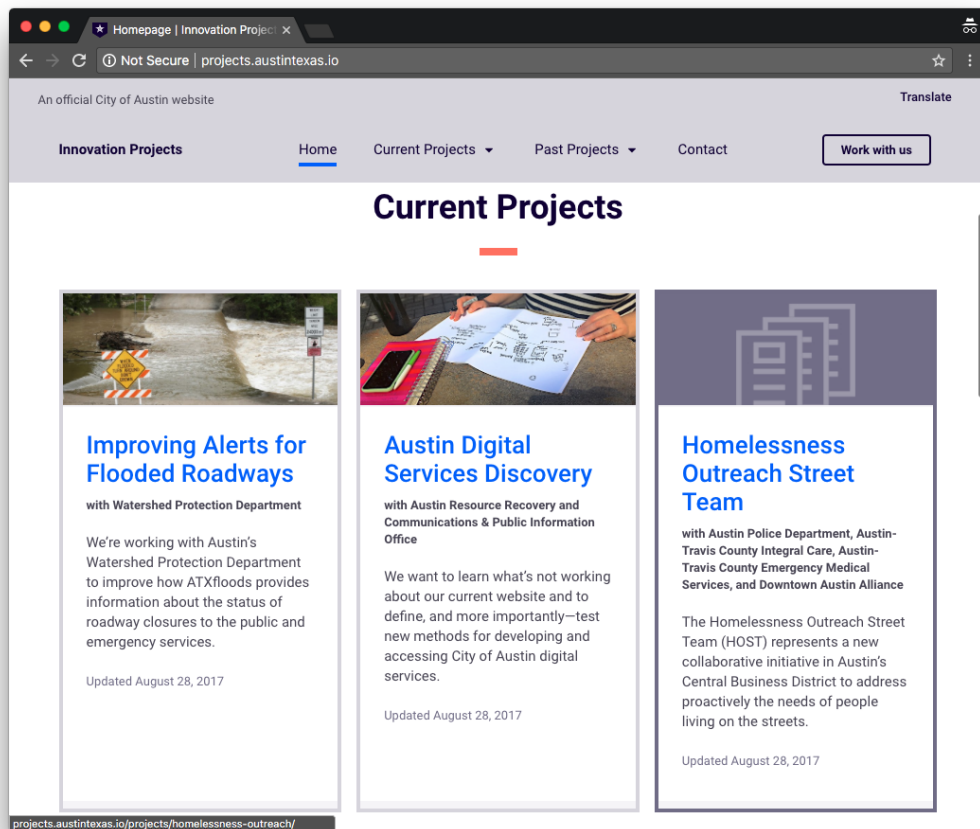 Homepage | Innovation Project
Not Secure | projects.austintexas.io
An official City of Austin website
Translate
Innovation Projects
Home
Current Projects
Past Projects
Contact
Work with us
Current Projects
Improving Alerts for
Flooded Roadways
with Watershed Protection Department
We’re working with Austin’s
Watershed Protection Department
to improve how ATXfloods provides
information about the status of
roadway closures to the public and
emergency services.
Updated August 28, 2017
Austin Digital
Services Discovery
with Austin Resource Recovery and
Communications & Public Information
Office
We want to learn what’s not working
about our current website and to
define, and more importantly—test
new methods for developing and
accessing City of Austin digital
services.
Updated August 28, 2017
Homelessness
Outreach Street
Team
with Austin Police Department, Austin-
Travis County Integral Care, Austin-
Travis County Emergency Medical
Services, and Downtown Austin Alliance
The Homelessness Outreach Street
Team (HOST) represents a new
collaborative initiative in Austin’s
Central Business District to address
proactively the needs of people
living on the streets.
Updated August 28, 2017
projects.austintexas.io/projects/homelessness-outreach/